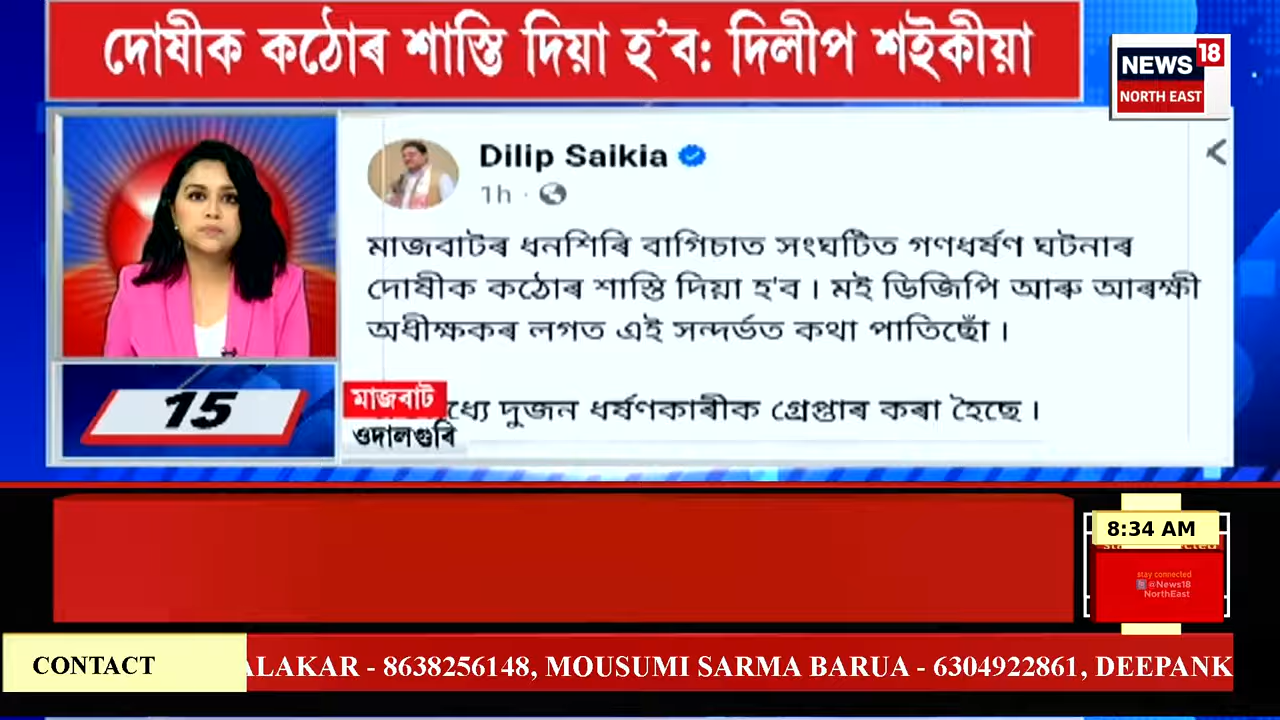 দোষীক কঠোৰ শাস্তি দিয়া হ'ব: দিলীপ শইকীয়া
NEWS 18
NORTH EAST
Dilip Saikia
1h ·
মাজবাটৰ ধনশিৰি বাগিচাত সংঘটিত গণধৰ্ষণ ঘটনাৰ
দোষীক কঠোৰ শাস্তি দিয়া হ'ব । মই ডিজিপি আৰু আৰক্ষী
অধীক্ষকৰ লগত এই সন্দৰ্ভত কথা পাতিছোঁ ।
দুজন ধৰ্ষণকাৰীক গ্ৰেপ্তাৰ কৰা হৈছে ।
15
মাজবাট
ওদালগুৰি
8:34 AM
stay connected
@News18
NorthEast
CONTACT
ALAKAR - 8638256148, MOUSUMI SARMA BARUA - 6304922861, DEEPANK